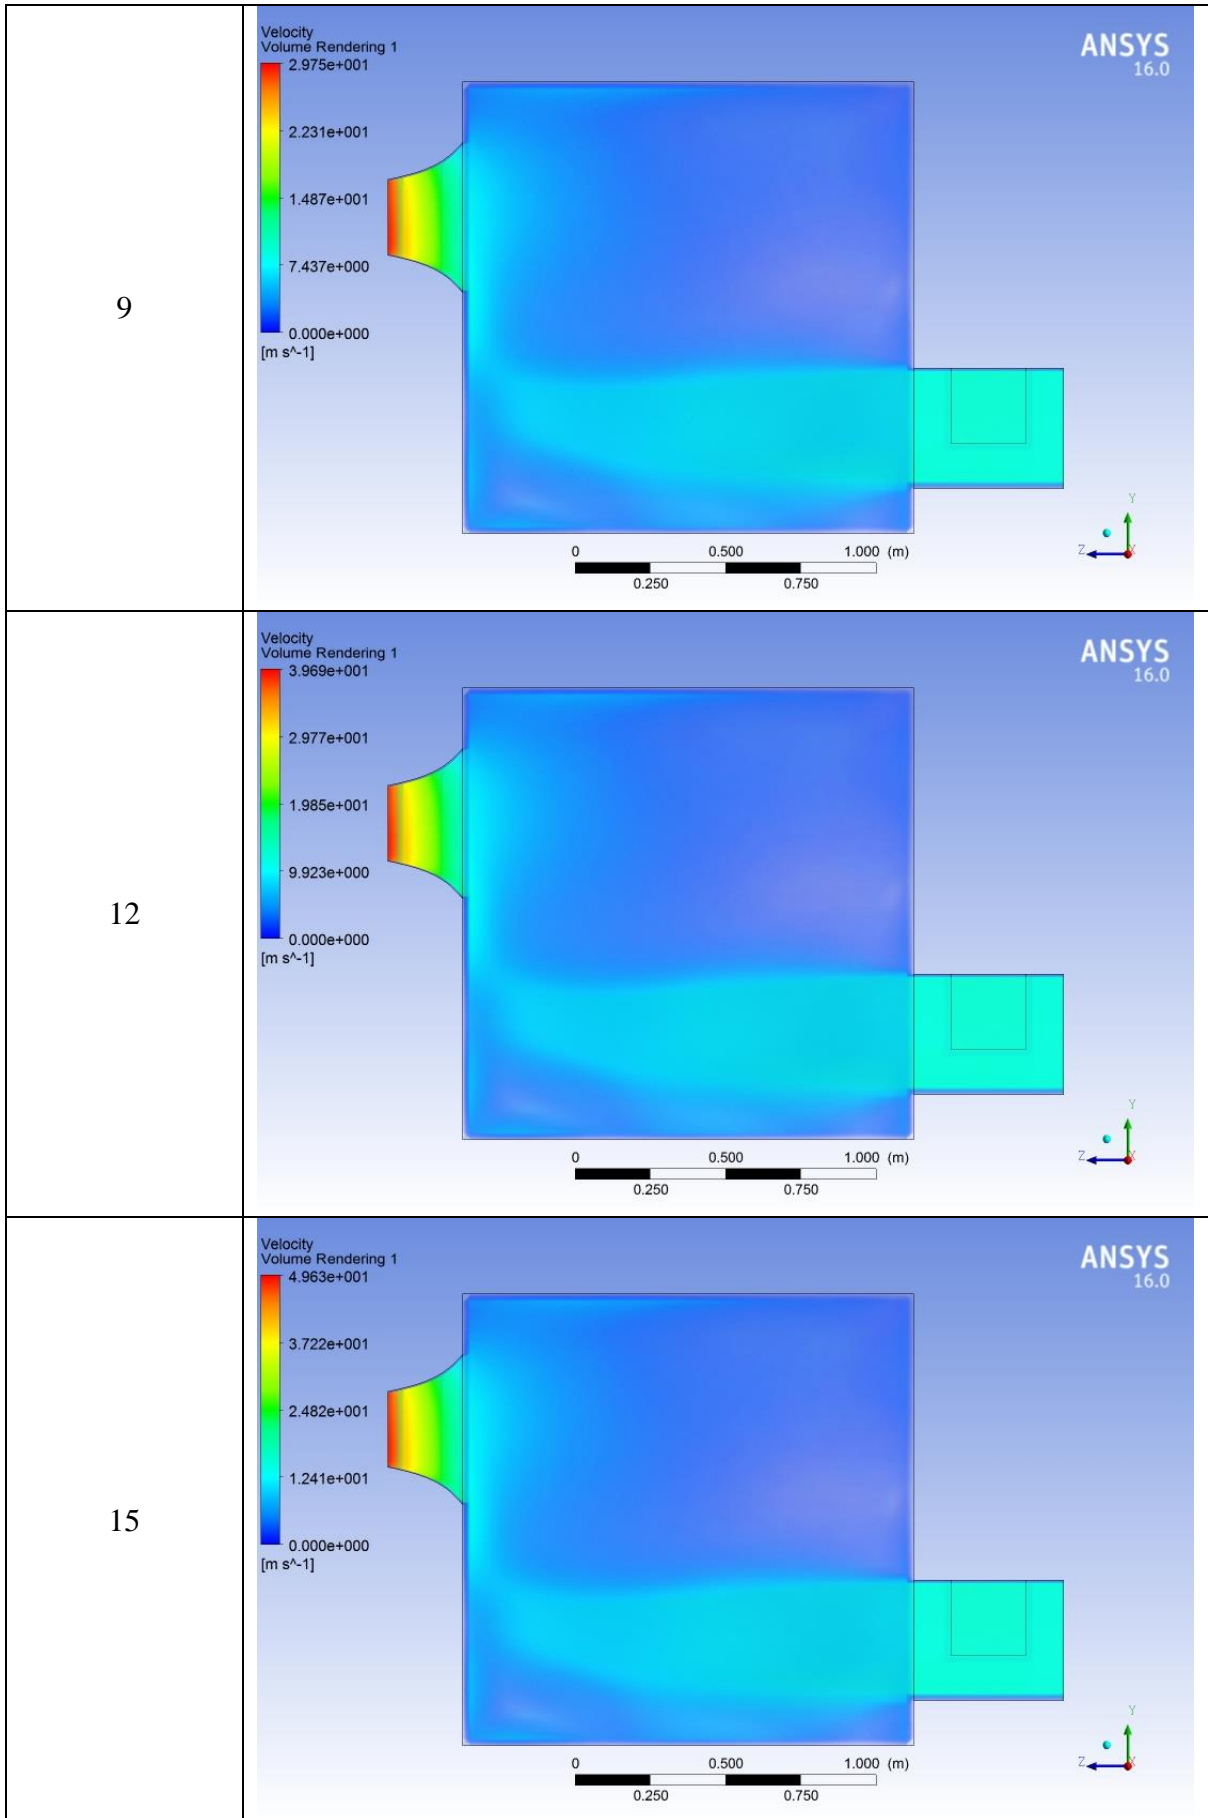 9
Velocity
Volume Rendering 1
ANSYS
16.0
2.975e+001
2.231e+001
1.487e+001
7.437e+000
0.000e+000
[m s^-1]
0 0.500 1.000 (m)
0.250 0.750
Y
Z X
12
Velocity
Volume Rendering 1
ANSYS
16.0
3.969e+001
2.977e+001
1.985e+001
9.923e+000
0.000e+000
[m s^-1]
0 0.500 1.000 (m)
0.250 0.750
Y
Z X
15
Velocity
Volume Rendering 1
ANSYS
16.0
4.963e+001
3.722e+001
2.482e+001
1.241e+001
0.000e+000
[m s^-1]
0 0.500 1.000 (m)
0.250 0.750
Y
Z X